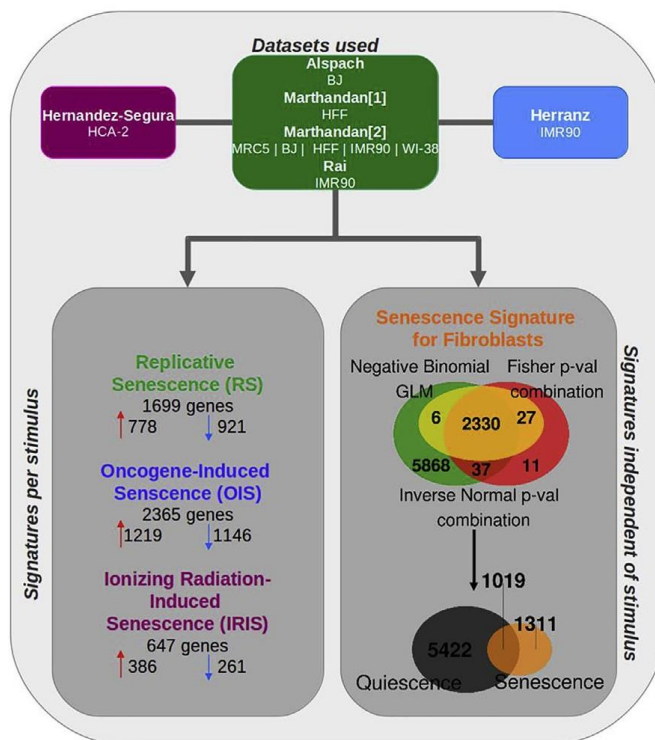 Datasets used
Alspach
BJ
Marthandan[1]
HFF
Marthandan[2]
MRC5 | BJ | HFF | IMR90 | WI-38
Rai
IMR90
Hernandez-Segura
HCA-2
Herranz
IMR90
Signatures per stimulus
Replicative
Senescence (RS)
1699 genes
778 921
Oncogene-Induced
Senscence (OIS)
2365 genes
1219 1146
Ionizing Radiation-
Induced
Senescence (IRIS)
647 genes
386 261
Signatures independent of stimulus
Senescence Signature
for Fibroblasts
Negative Binomial
GLM
Fisher p-val
combination
6 2330 27
5868 37 11
Inverse Normal p-val
combination
1019
1311
5422
Quiescence Senescence